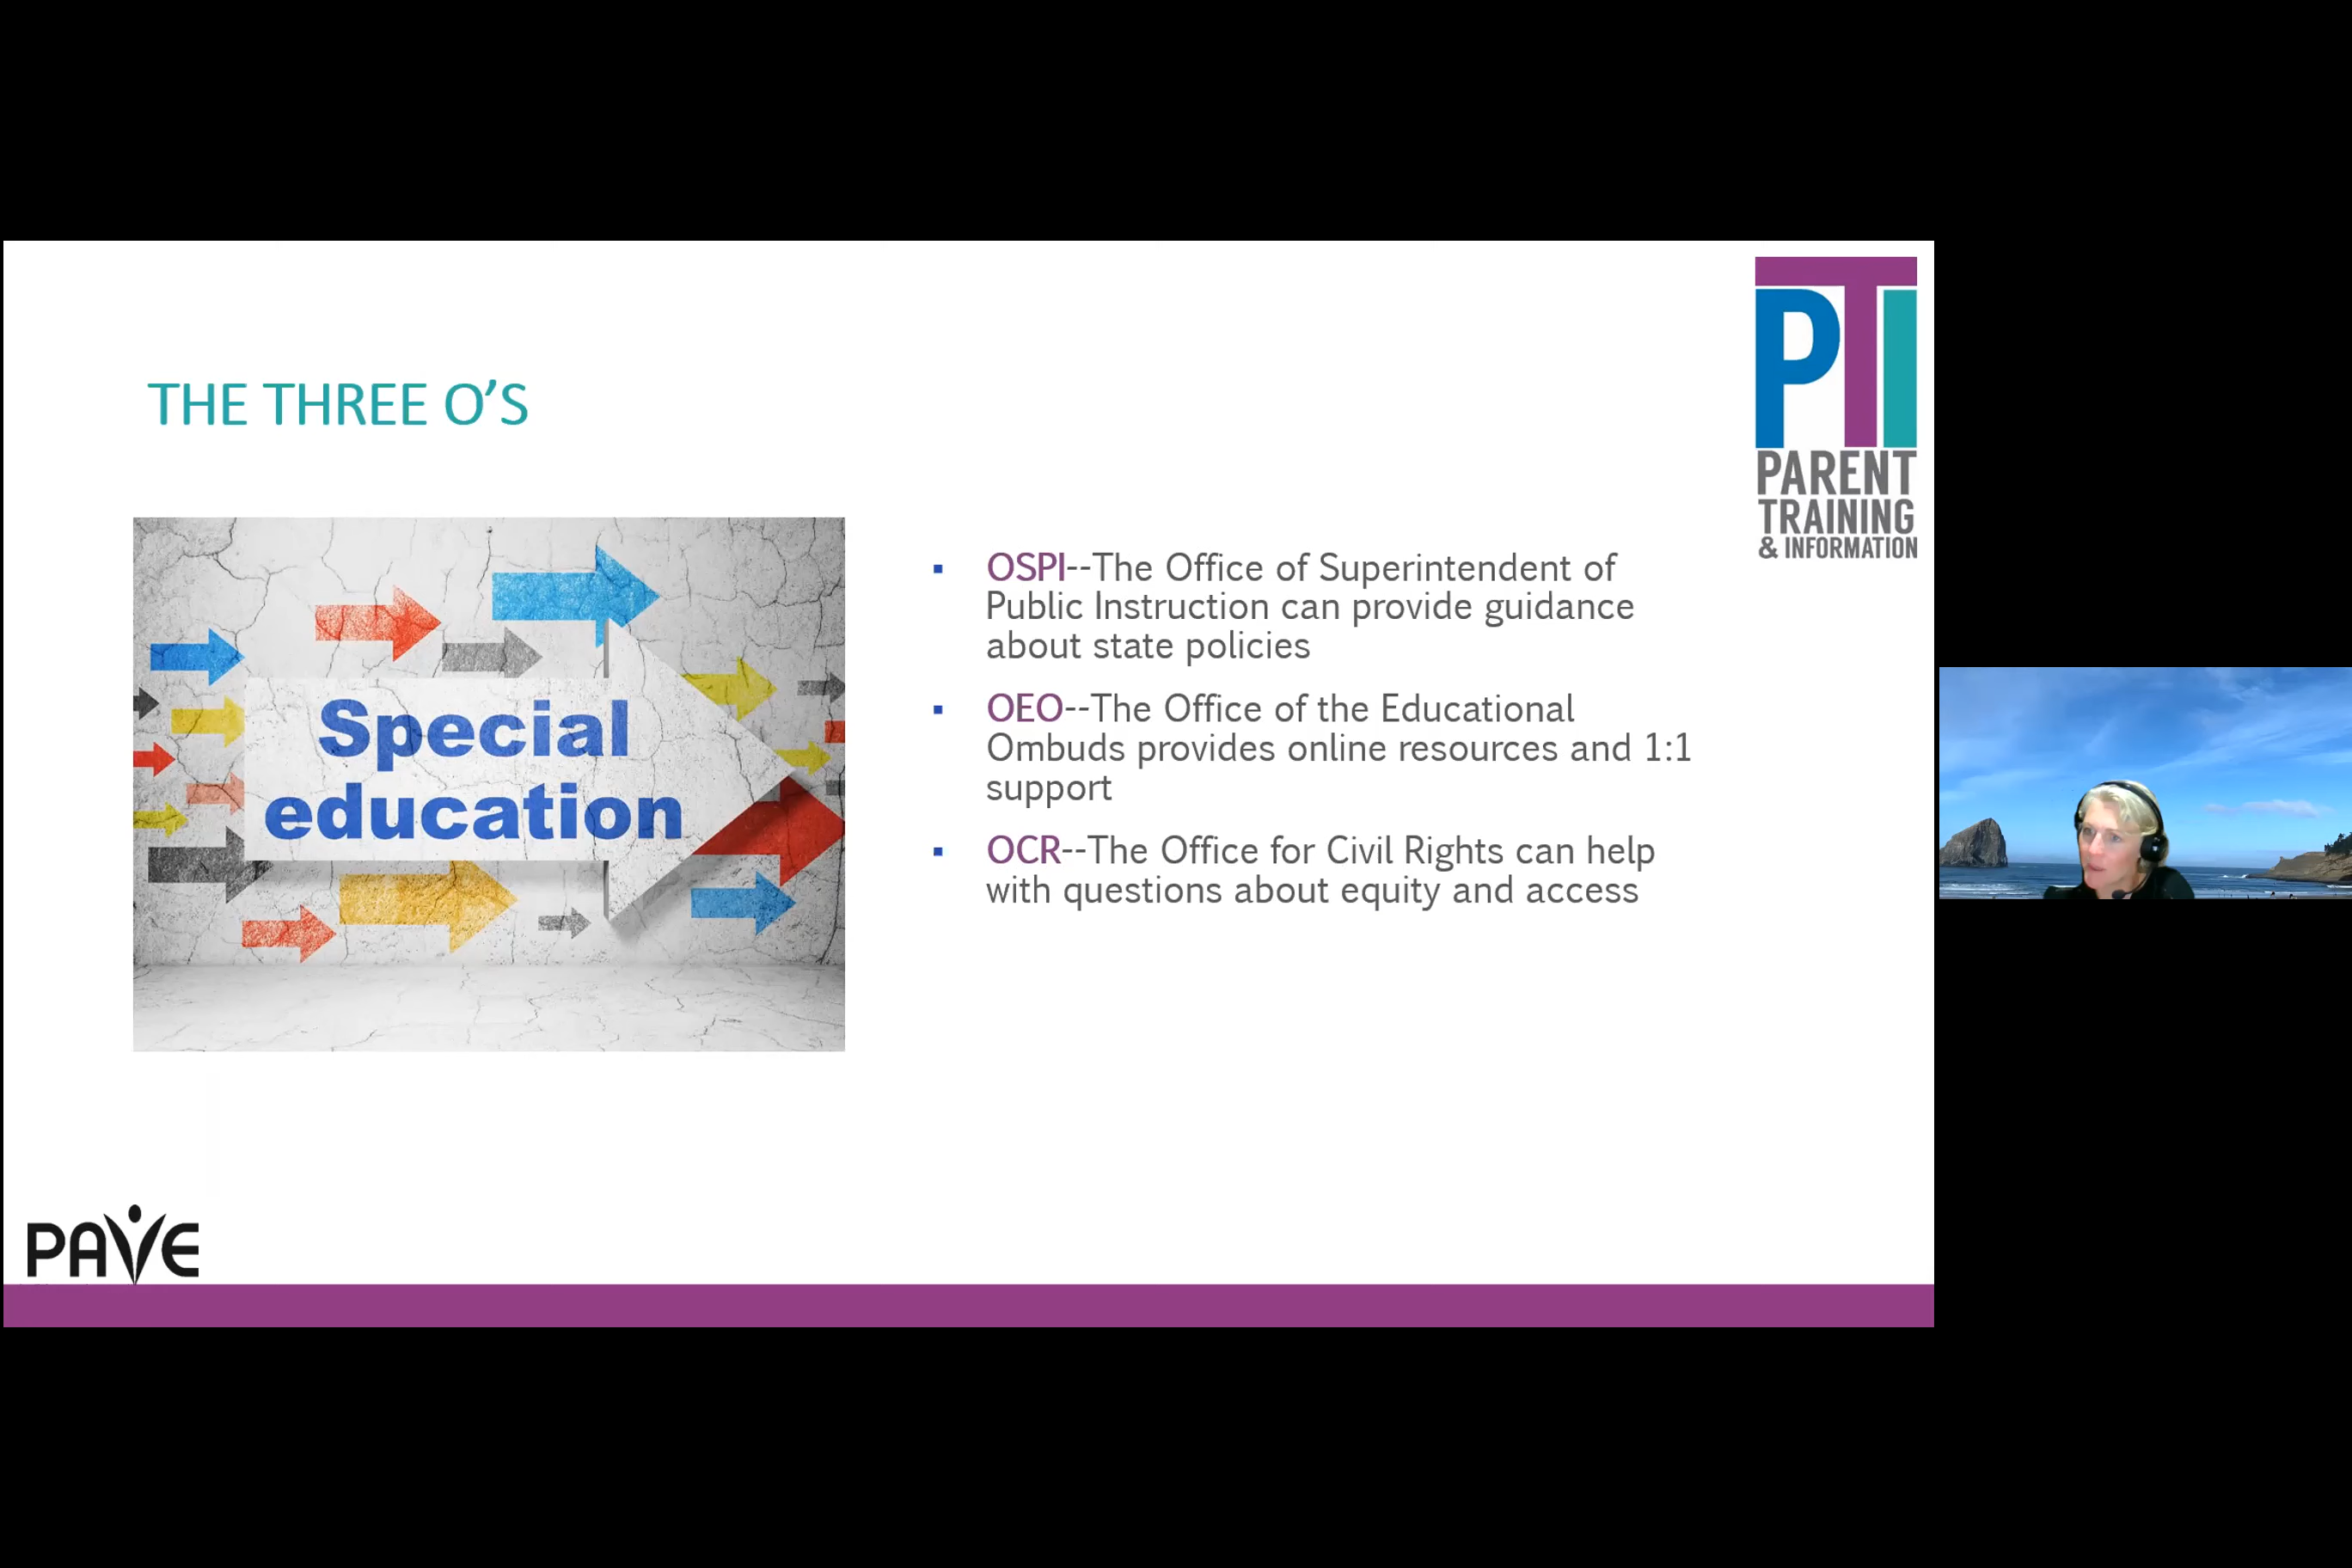 THE THREE O’S
Special
education
▪ OSPI--The Office of Superintendent of
Public Instruction can provide guidance
about state policies
▪ OEO--The Office of the Educational
Ombuds provides online resources and 1:1
support
▪ OCR--The Office for Civil Rights can help
with questions about equity and access
PTI
PARENT
TRAINING
& INFORMATION
PAVE